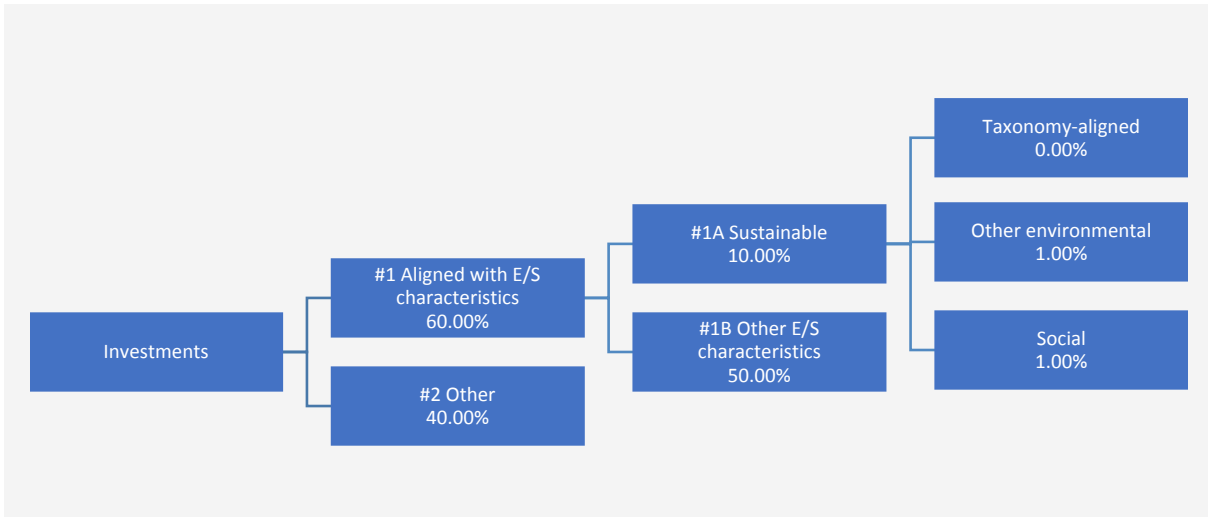 Investments
#1 Aligned with E/S
characteristics
60.00%
#2 Other
40.00%
#1A Sustainable
10.00%
#1B Other E/S
characteristics
50.00%
Taxonomy-aligned
0.00%
Other environmental
1.00%
Social
1.00%